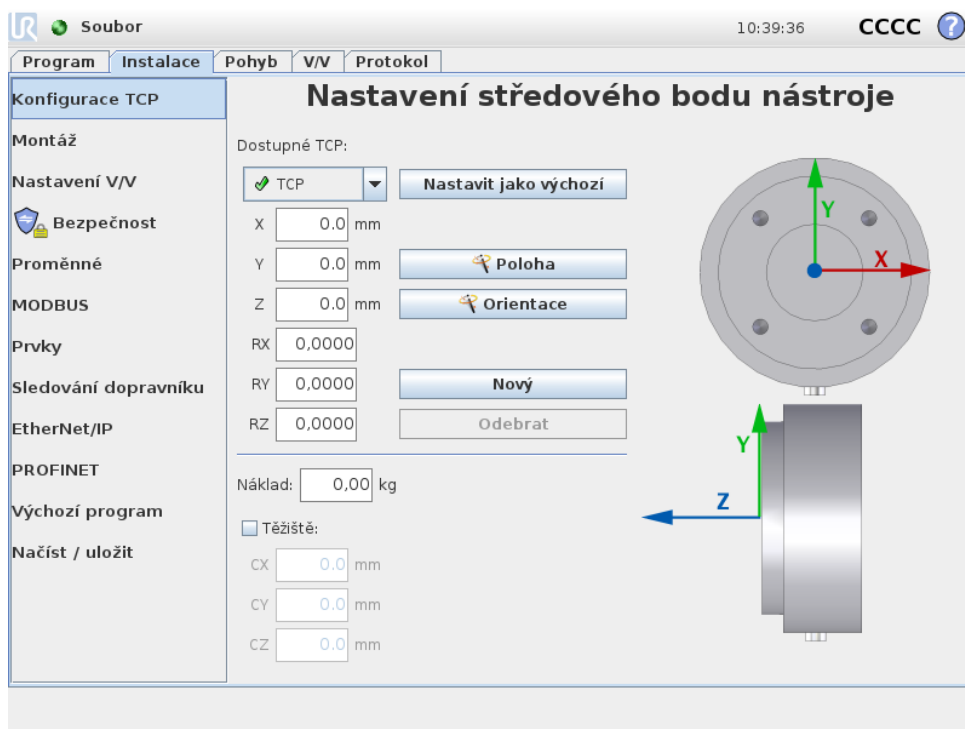 UR Soubor 10:39:36 CCCC ?
Program Instalace Pohyb V/V Protokol
Konfigurace TCP
Montáž
Nastavení V/V
Bezpečnost
Proměnné
MODBUS
Prvky
Sledování dopravníku
EtherNet/IP
PROFINET
Výchozí program
Načíst / uložit
Nastavení středového bodu nástroje
Dostupné TCP:
TCP Nastavit jako výchozí
X 0.0 mm
Y 0.0 mm Poloha
Z 0.0 mm Orientace
RX 0,0000
RY 0,0000 Nový
RZ 0,0000 Odebrat
Náklad: 0,00 kg
Těžiště:
CX 0.0 mm
CY 0.0 mm
CZ 0.0 mm
Y
X
Y
Z